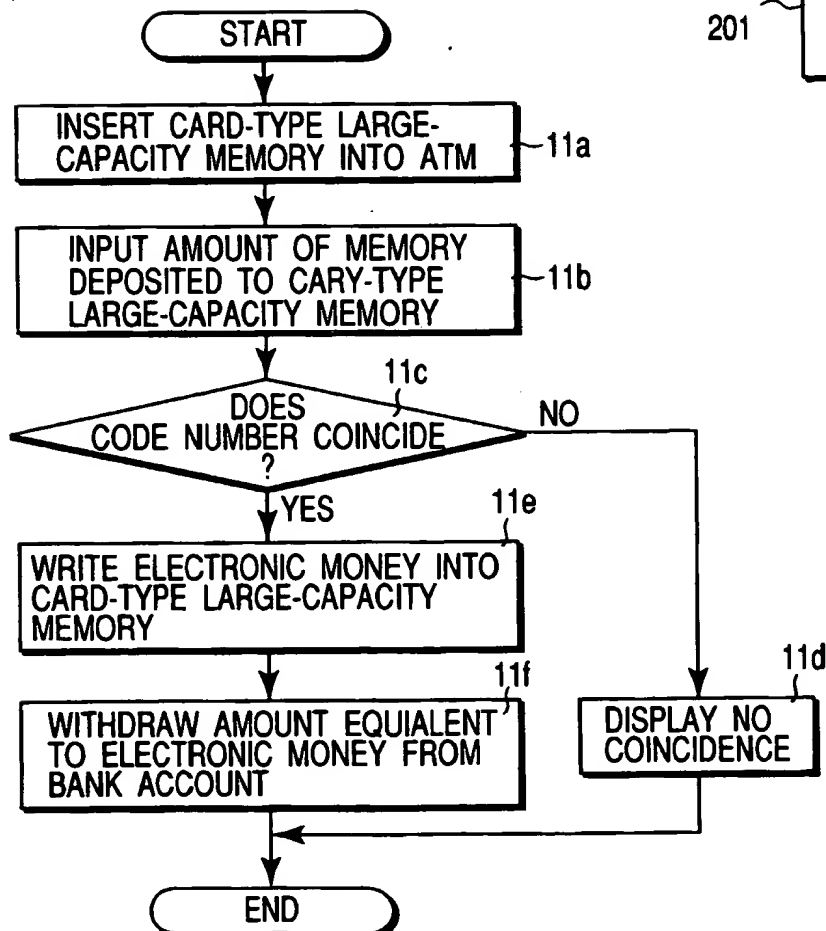 START
201
INSERT CARD-TYPE LARGE-
CAPACITY MEMORY INTO ATM
11a
INPUT AMOUNT OF MEMORY
DEPOSITED TO CARY-TYPE
LARGE-CAPACITY MEMORY
11b
11c
DOES
CODE NUMBER COINCIDE
?
NO
YES
11e
WRITE ELECTRONIC MONEY INTO
CARD-TYPE LARGE-CAPACITY
MEMORY
11f
WITHDRAW AMOUNT EQUIALENT
TO ELECTRONIC MONEY FROM
BANK ACCOUNT
11d
DISPLAY NO
COINCIDENCE
END